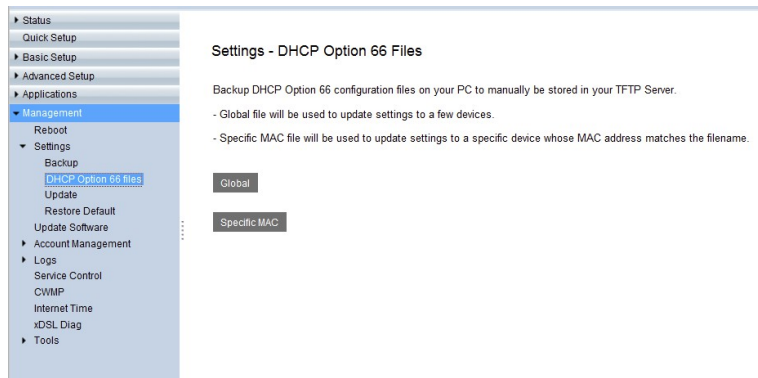 Status
Quick Setup
Basic Setup
Advanced Setup
Applications
Management
Reboot
Settings
Backup
DHCP Option 66 files
Update
Restore Default
Update Software
Account Management
Logs
Service Control
CWMP
Internet Time
xDSL Diag
Tools
Settings - DHCP Option 66 Files
Backup DHCP Option 66 configuration files on your PC to manually be stored in your TFTP Server.
- Global file will be used to update settings to a few devices.
- Specific MAC file will be used to update settings to a specific device whose MAC address matches the filename.
Global
Specific MAC